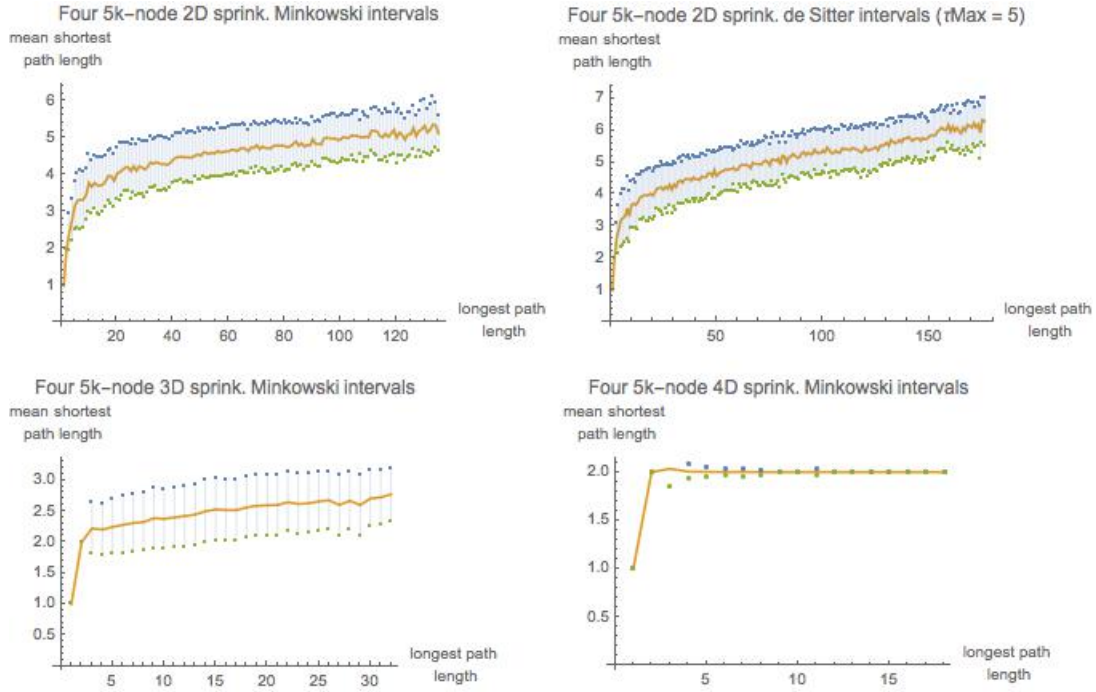 Four 5k–node 2D sprink. Minkowski intervals
mean shortest
path length
6
5
4
3
2
1
20 40 60 80 100 120
longest path
length
Four 5k–node 2D sprink. de Sitter intervals (τMax = 5)
mean shortest
path length
7
6
5
4
3
2
1
50 100 150
longest path
length
Four 5k–node 3D sprink. Minkowski intervals
mean shortest
path length
3.0
2.5
2.0
1.5
1.0
0.5
5 10 15 20 25 30
longest path
length
Four 5k–node 4D sprink. Minkowski intervals
mean shortest
path length
2.0
1.5
1.0
0.5
5 10 15
longest path
length